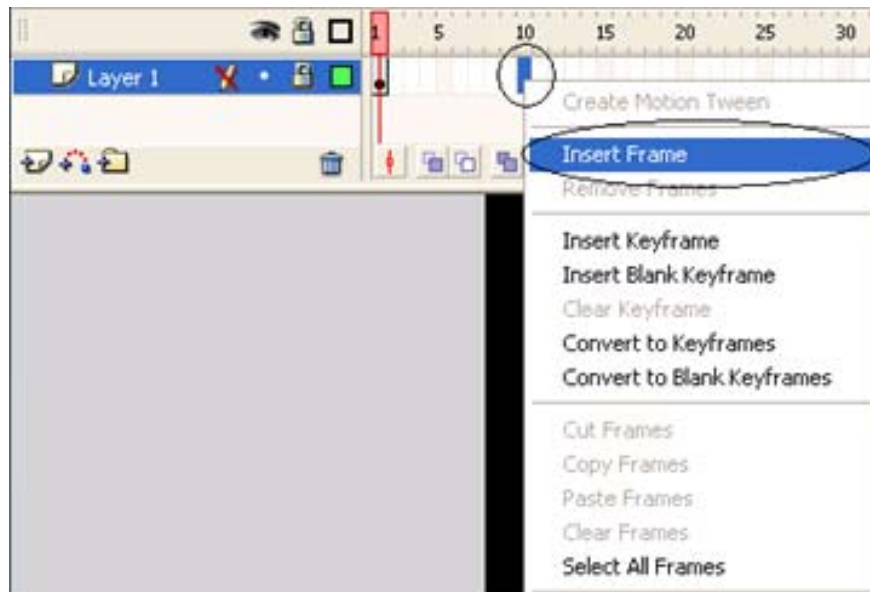 1 5 10 15 20 25 30
Layer 1
Create Motion Tween
Insert Frame
Remove Frames
Insert Keyframe
Insert Blank Keyframe
Clear Keyframe
Convert to Keyframes
Convert to Blank Keyframes
Cut Frames
Copy Frames
Paste Frames
Clear Frames
Select All Frames